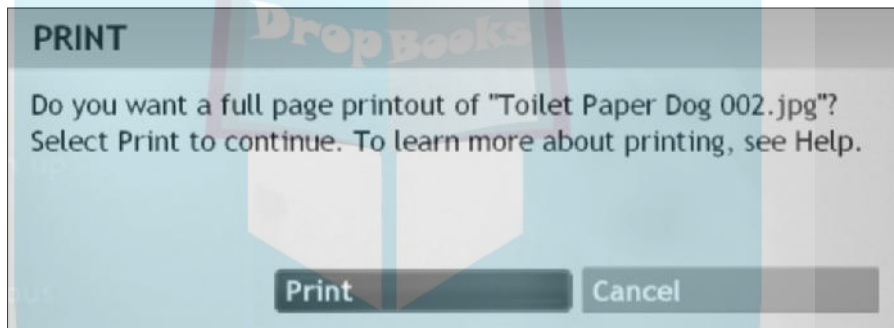 PRINT
DropBooks
Do you want a full page printout of "Toilet Paper Dog 002.jpg"?
Select Print to continue. To learn more about printing, see Help.
Print
Cancel